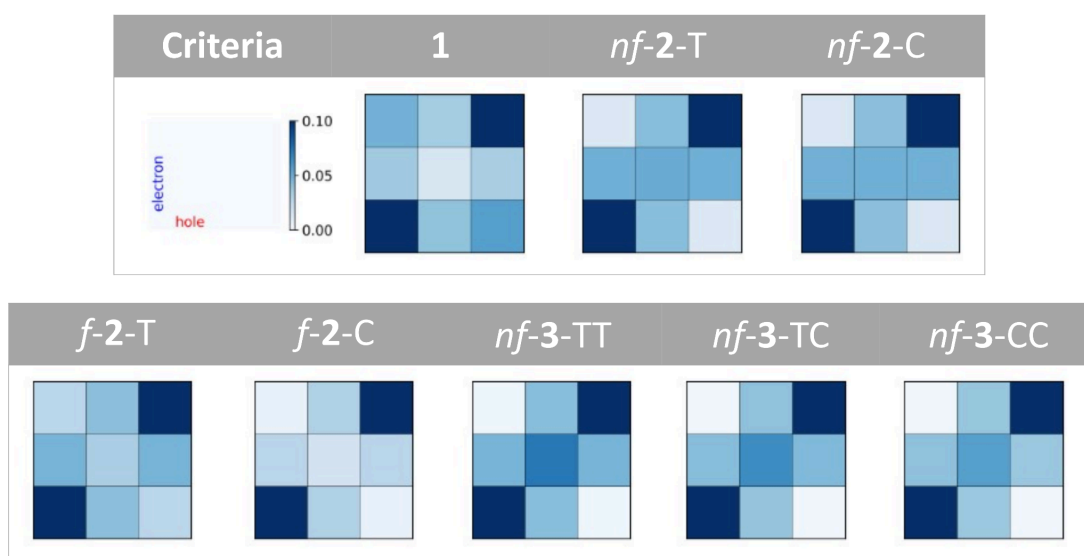 Criteria 1 nf-2-T nf-2-C
0.10
electron 0.05
hole
0.00
f-2-T f-2-C nf-3-TT nf-3-TC nf-3-CC